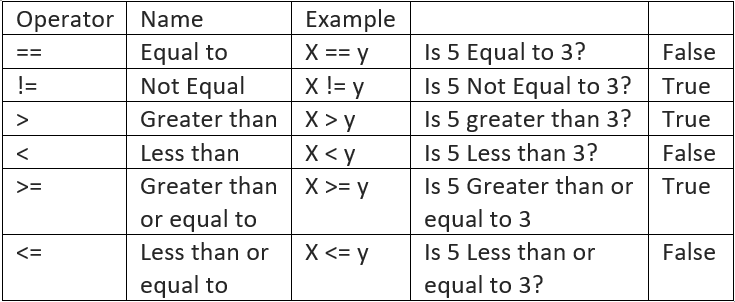 Operator Name Example
== Equal to X == y Is 5 Equal to 3? False
!= Not Equal X != y Is 5 Not Equal to 3? True
> Greater than X > y Is 5 greater than 3? True
< Less than X < y Is 5 Less than 3? False
>= Greater than or equal to X >= y Is 5 Greater than or equal to 3 True
<= Less than or equal to X <= y Is 5 Less than or equal to 3? False